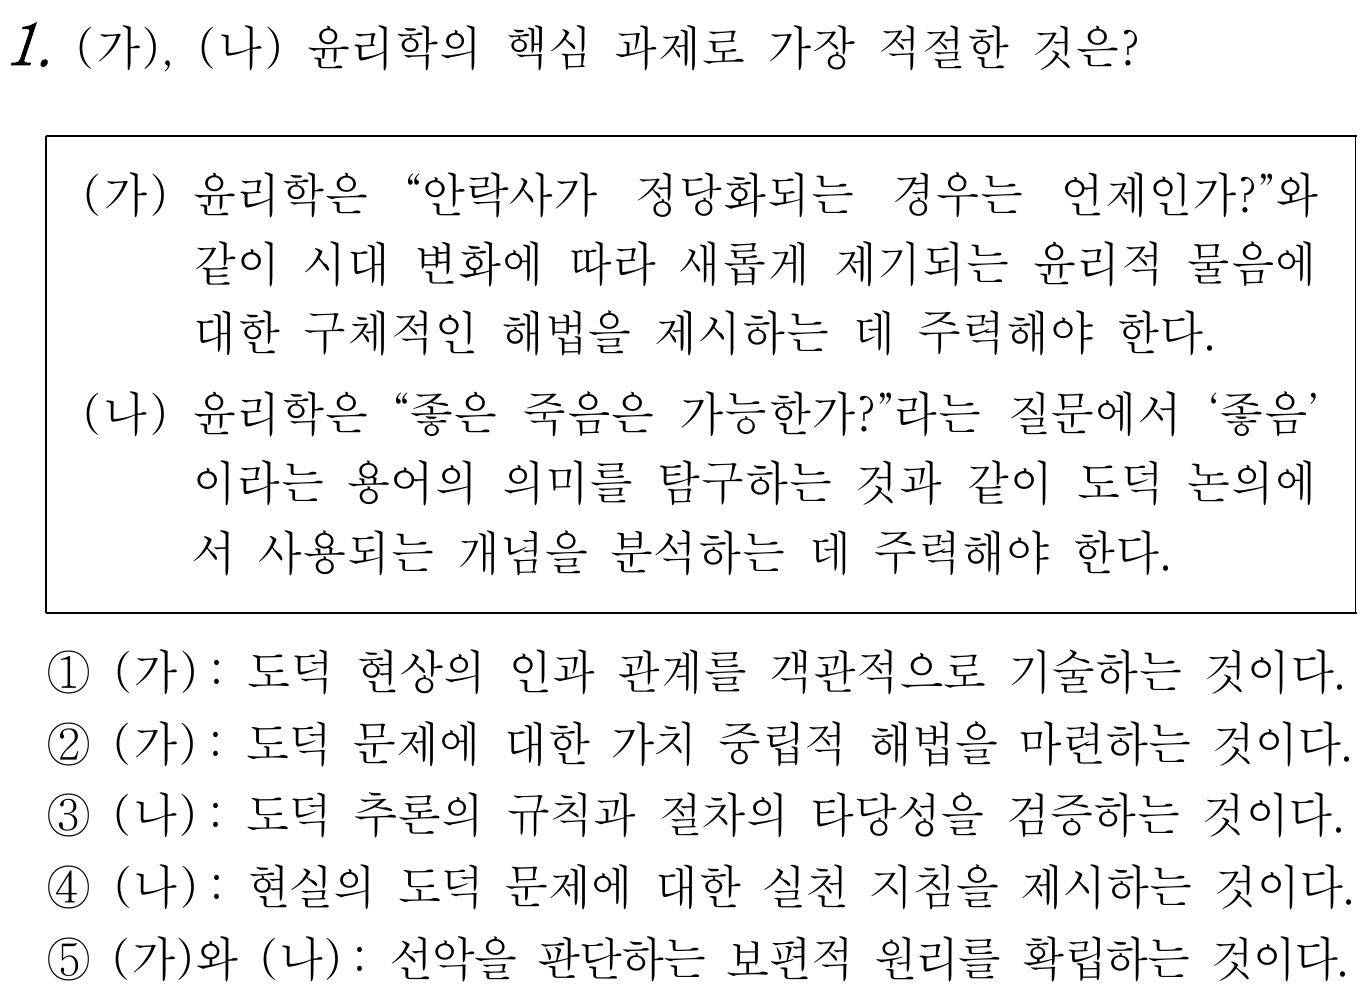 1. (가), (나) 윤리학의 핵심 과제로 가장 적절한 것은?
(가) 윤리학은 “안락사가 정당화되는 경우는 언제인가?”와
같이 시대 변화에 따라 새롭게 제기되는 윤리적 물음에
대한 구체적인 해법을 제시하는 데 주력해야 한다.
(나) 윤리학은 “좋은 죽음은 가능한가?”라는 질문에서 ‘좋음’
이라는 용어의 의미를 탐구하는 것과 같이 도덕 논의에
서 사용되는 개념을 분석하는 데 주력해야 한다.
① (가): 도덕 현상의 인과 관계를 객관적으로 기술하는 것이다.
② (가): 도덕 문제에 대한 가치 중립적 해법을 마련하는 것이다.
③ (나): 도덕 추론의 규칙과 절차의 타당성을 검증하는 것이다.
④ (나): 현실의 도덕 문제에 대한 실천 지침을 제시하는 것이다.
⑤ (가)와 (나): 선악을 판단하는 보편적 원리를 확립하는 것이다.